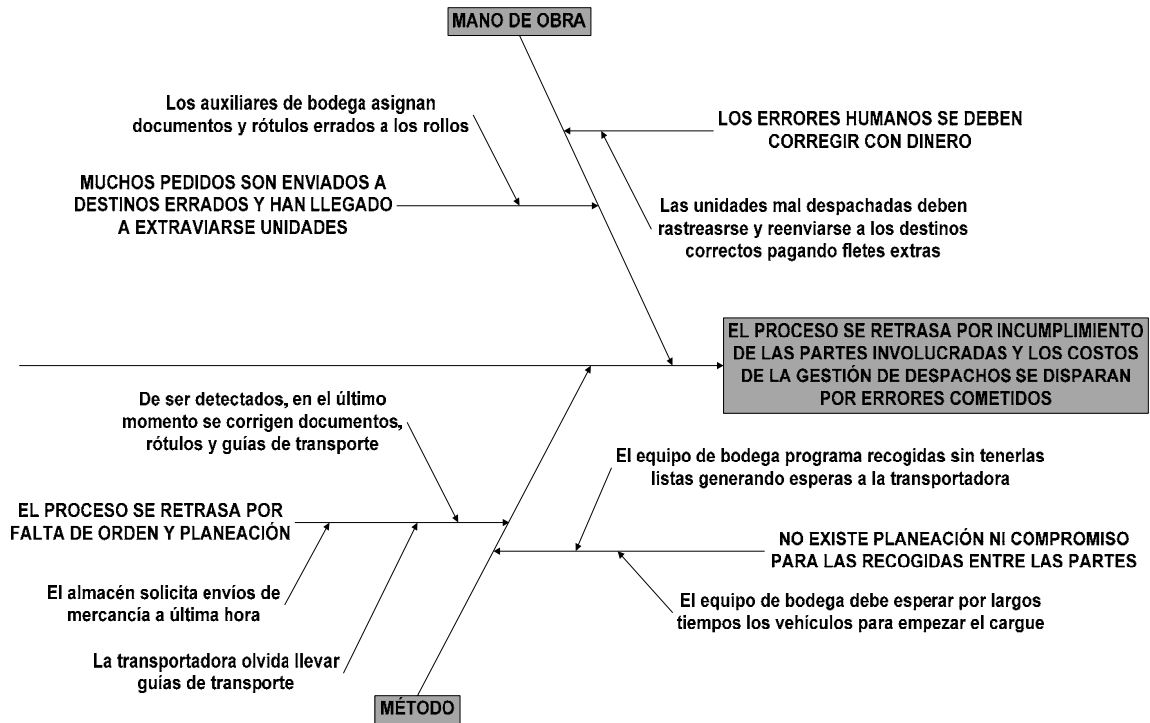 MANO DE OBRA
Los auxiliares de bodega asignan
documentos y rótulos errados a los rollos
LOS ERRORES HUMANOS SE DEBEN
CORREGIR CON DINERO
MUCHOS PEDIDOS SON ENVIADOS A
DESTINOS ERRADOS Y HAN LLEGADO
A EXTRAVIARSE UNIDADES
Las unidades mal despachadas deben
rastreasrse y reenviarse a los destinos
correctos pagando fletes extras
EL PROCESO SE RETRASA POR INCUMPLIMIENTO
DE LAS PARTES INVOLUCRADAS Y LOS COSTOS
DE LA GESTIÓN DE DESPACHOS SE DISPARAN
POR ERRORES COMETIDOS
De ser detectados, en el último
momento se corrigen documentos,
rótulos y guías de transporte
El equipo de bodega programa recogidas sin tenerlas
listas generando esperas a la transportadora
EL PROCESO SE RETRASA POR
FALTA DE ORDEN Y PLANEACIÓN
NO EXISTE PLANEACIÓN NI COMPROMISO
PARA LAS RECOGIDAS ENTRE LAS PARTES
El almacén solicita envíos de
mercancía a última hora
El equipo de bodega debe esperar por largos
tiempos los vehículos para empezar el cargue
La transportadora olvida llevar
guías de transporte
MÉTODO